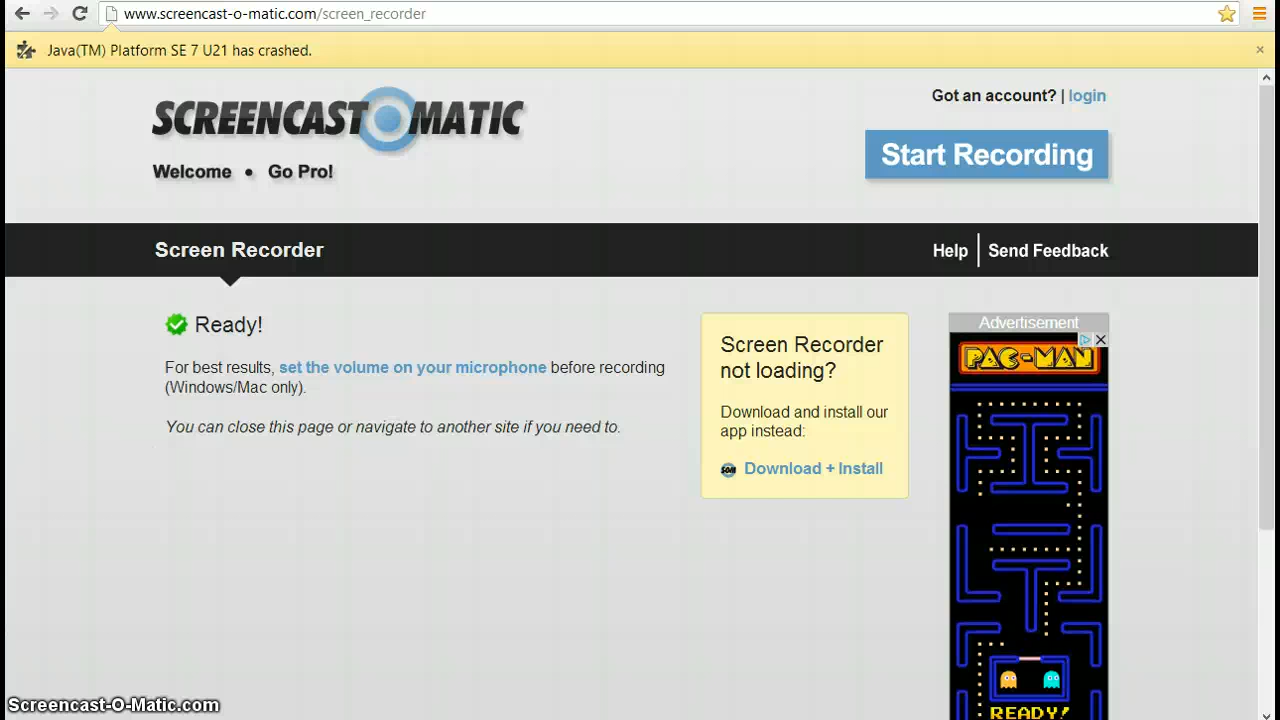 www.screencast-o-matic.com/screen_recorder
Java(TM) Platform SE 7 U21 has crashed.
SCREENCAST O MATIC
Got an account? | login
Start Recording
Welcome • Go Pro!
Screen Recorder
Help | Send Feedback
Ready!
For best results, set the volume on your microphone before recording
(Windows/Mac only).
You can close this page or navigate to another site if you need to.
Screen Recorder
not loading?
Download and install our
app instead:
SOM Download + Install
Advertisement
PAC-MAN
READY!
Screencast-O-Matic.com